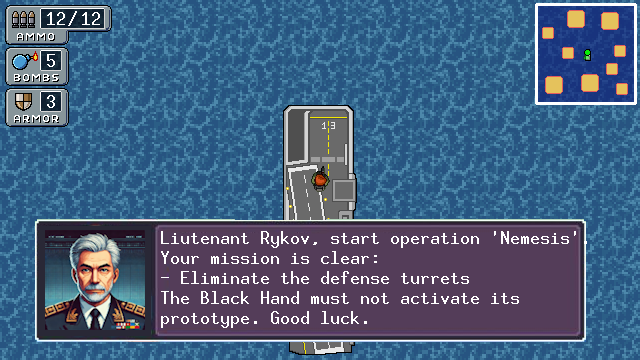 12/12
AMMO
5
BOMBS
3
ARMOR
13
Liutenant Rykov, start operation 'Nemesis'.
Your mission is clear:
- Eliminate the defense turrets
The Black Hand must not activate its
prototype. Good luck.